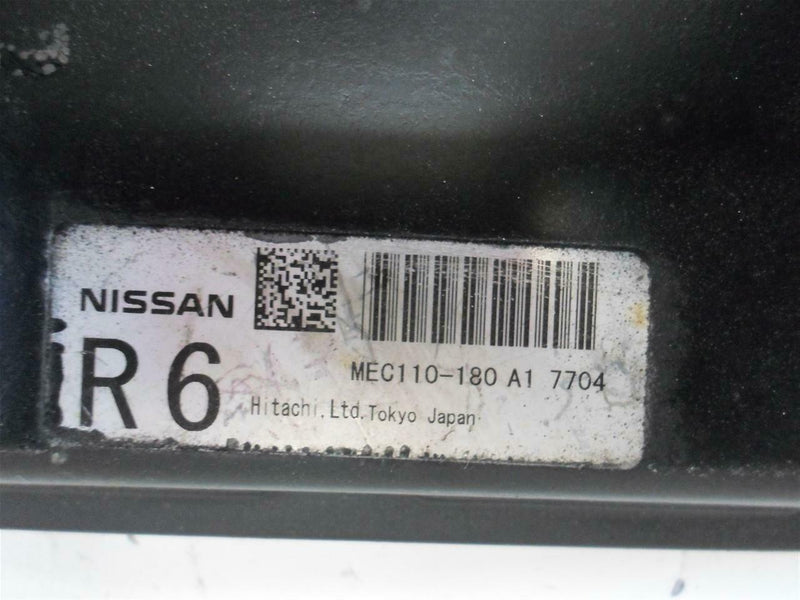 NISSAN
R6
MEC110-180 A1 7704
Hitachi,Ltd.Tokyo Japan